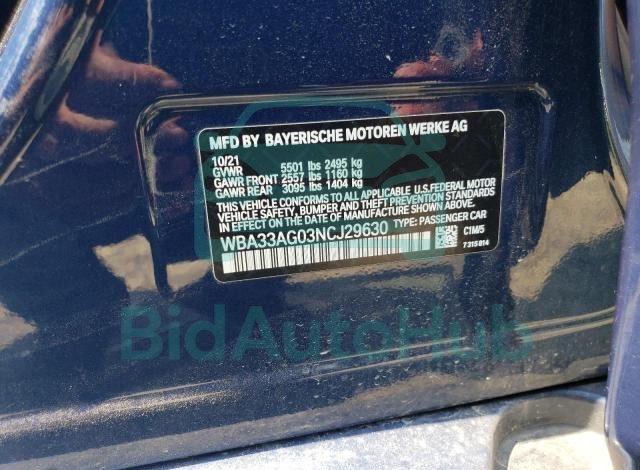 MFD BY BAYERISCHE MOTOREN WERKE AG
10/21
GVWR 5501 lbs 2495 kg
GAWR FRONT 2557 lbs 1160 kg
GAWR REAR 3095 lbs 1404 kg
THIS VEHICLE CONFORMS TO ALL APPLICABLE U.S.FEDERAL MOTOR
VEHICLE SAFETY, BUMPER, AND THEFT PREVENTION STANDARDS
IN EFFECT ON THE DATE OF MANUFACTURE SHOWN ABOVE.
WBA33AG03NCJ29630 TYPE: PASSENGER CAR
C1M/5
7315814
BidAutoHub